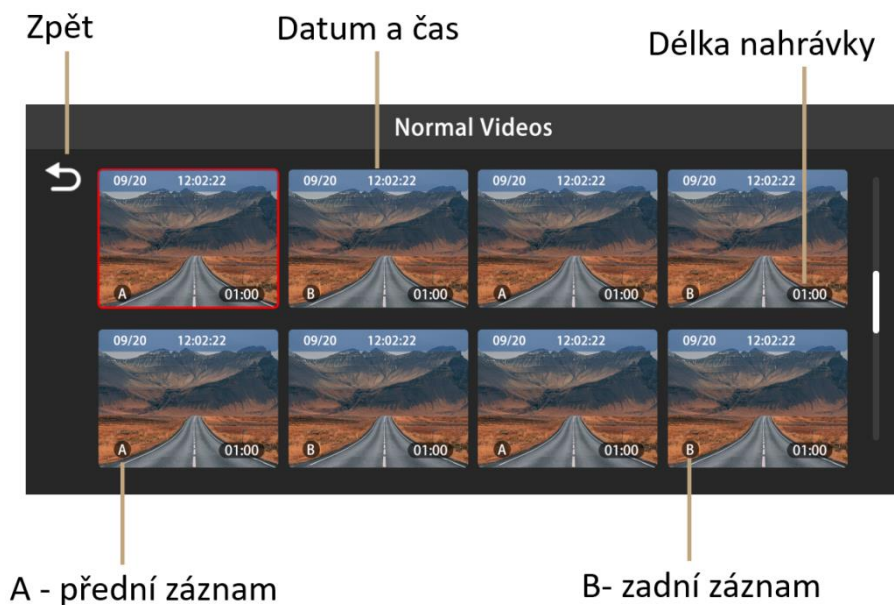 Zpět
Datum a čas
Délka nahrávky
Normal Videos
09/20 12:02:22
09/20 12:02:22
09/20 12:02:22
09/20 12:02:22
A 01:00
B 01:00
A 01:00
B 01:00
09/20 12:02:22
09/20 12:02:22
09/20 12:02:22
09/20 12:02:22
A 01:00
B 01:00
A 01:00
B 01:00
A - přední záznam
B- zadní záznam